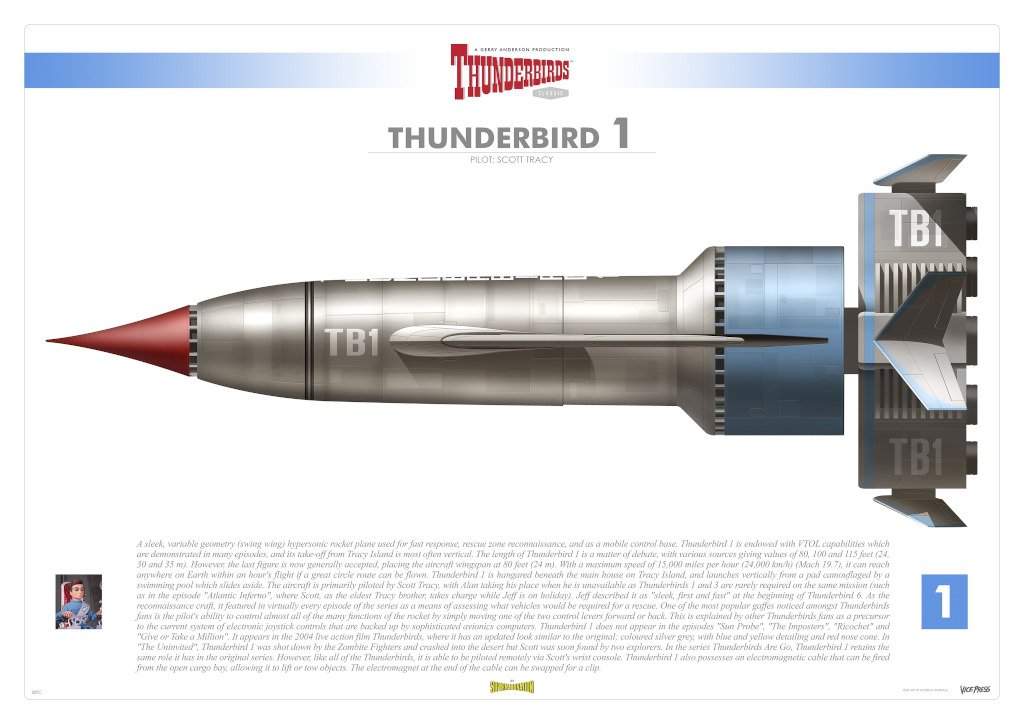 A GERRY ANDERSON PRODUCTION
THUNDERBIRDS™
CLASSIC
THUNDERBIRD 1
PILOT: SCOTT TRACY
TB1
TB1
TB1
A sleek, variable geometry (swing wing) hypersonic rocket plane used for fast response, rescue zone reconnaissance, and as a mobile control base. Thunderbird 1 is endowed with VTOL capabilities which
are demonstrated in many episodes, and its take-off from Tracy Island is most often vertical. The length of Thunderbird 1 is a matter of debate, with various sources giving values of 80, 100 and 115 feet (24,
30 and 35 m). However, the last figure is now generally accepted, placing the aircraft wingspan at 80 feet (24 m). With a maximum speed of 15,000 miles per hour (24,000 km/h) (Mach 19.7), it can reach
anywhere on Earth within an hour's flight if a great circle route can be flown. Thunderbird 1 is hangared beneath the main house on Tracy Island, and launches vertically from a pad camouflaged by a
swimming pool which slides aside. The aircraft is primarily piloted by Scott Tracy, with Alan taking his place when he is unavailable as Thunderbirds 1 and 3 are rarely required on the same mission (such
as in the episode "Atlantic Inferno", where Scott, as the eldest Tracy brother, takes charge while Jeff is on holiday). Jeff described it as "sleek, first and fast" at the beginning of Thunderbird 6. As the
reconnaissance craft, it featured in virtually every episode of the series as a means of assessing what vehicles would be required for a rescue. One of the most popular gaffes noticed amongst Thunderbirds
fans is the pilot's ability to control almost all of the many functions of the rocket by simply moving one of the two control levers forward or back. This is explained by other Thunderbirds fans as a precursor
to the current system of electronic joystick controls that are backed up by sophisticated avionics computers. Thunderbird 1 does not appear in the episodes "Sun Probe", "The Imposters", "Ricochet" and
"Give or Take a Million". It appears in the 2004 live action film Thunderbirds, where it has an updated look similar to the original; coloured silver grey, with blue and yellow detailing and red nose cone. In
"The Uninvited", Thunderbird 1 was shot down by the Zombite Fighters and crashed into the desert but Scott was soon found by two explorers. In the series Thunderbirds Are Go, Thunderbird 1 retains the
same role it has in the original series. However, like all of the Thunderbirds, it is able to be piloted remotely via Scott's wrist console. Thunderbird 1 also possesses an electromagnetic cable that can be fired
from the open cargo bay, allowing it to lift or tow objects. The electromagnet at the end of the cable can be swapped for a clip.
1
SUPERMARIONATION
VICE PRESS